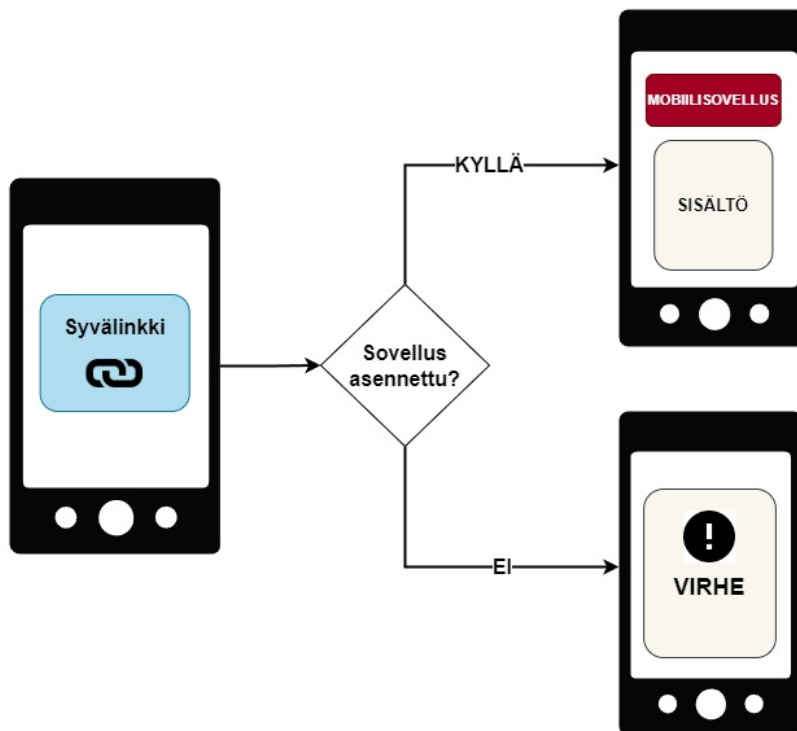 Syvälinkki
Sovellus
asennettu?
KYLLÄ
MOBIILISOVELLUS
SISÄLTÖ
EI
VIRHE